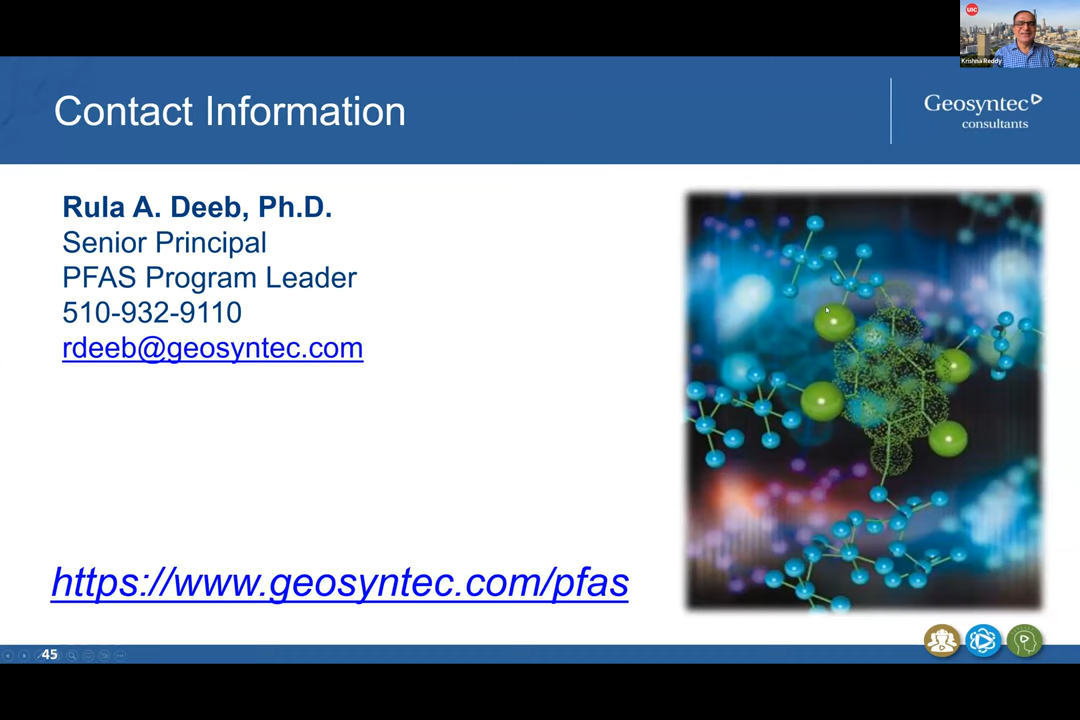 UIC
Krishna Reddy
Contact Information
Geosyntec
consultants
Rula A. Deeb, Ph.D.
Senior Principal
PFAS Program Leader
510-932-9110
rdeeb@geosyntec.com
https://www.geosyntec.com/pfas
45